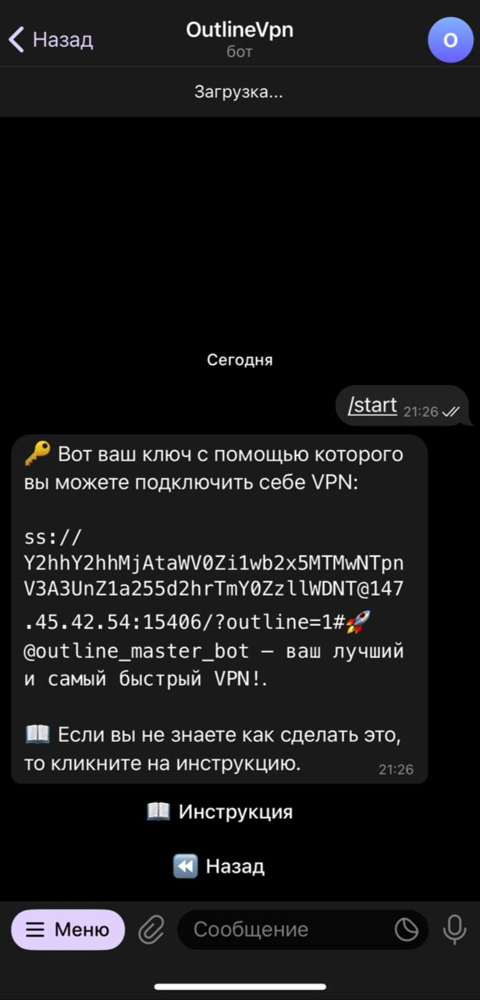 Назад
OutlineVpn
бот
О
Загрузка...
Сегодня
/start 21:26
🔑 Вот ваш ключ с помощью которого
вы можете подключить себе VPN:
ss://
Y2hhY2hhMjAtaWV0Zi1wb2x5MTMwNTpn
V3A3UnZ1a255d2hrTmY0ZzllWDNT@147
.45.42.54:15406/?outline=1#🚀
@outline_master_bot — ваш лучший
и самый быстрый VPN!.
📖 Если вы не знаете как сделать это,
то кликните на инструкцию.
21:26
📖 Инструкция
⏪ Назад
Меню
Сообщение